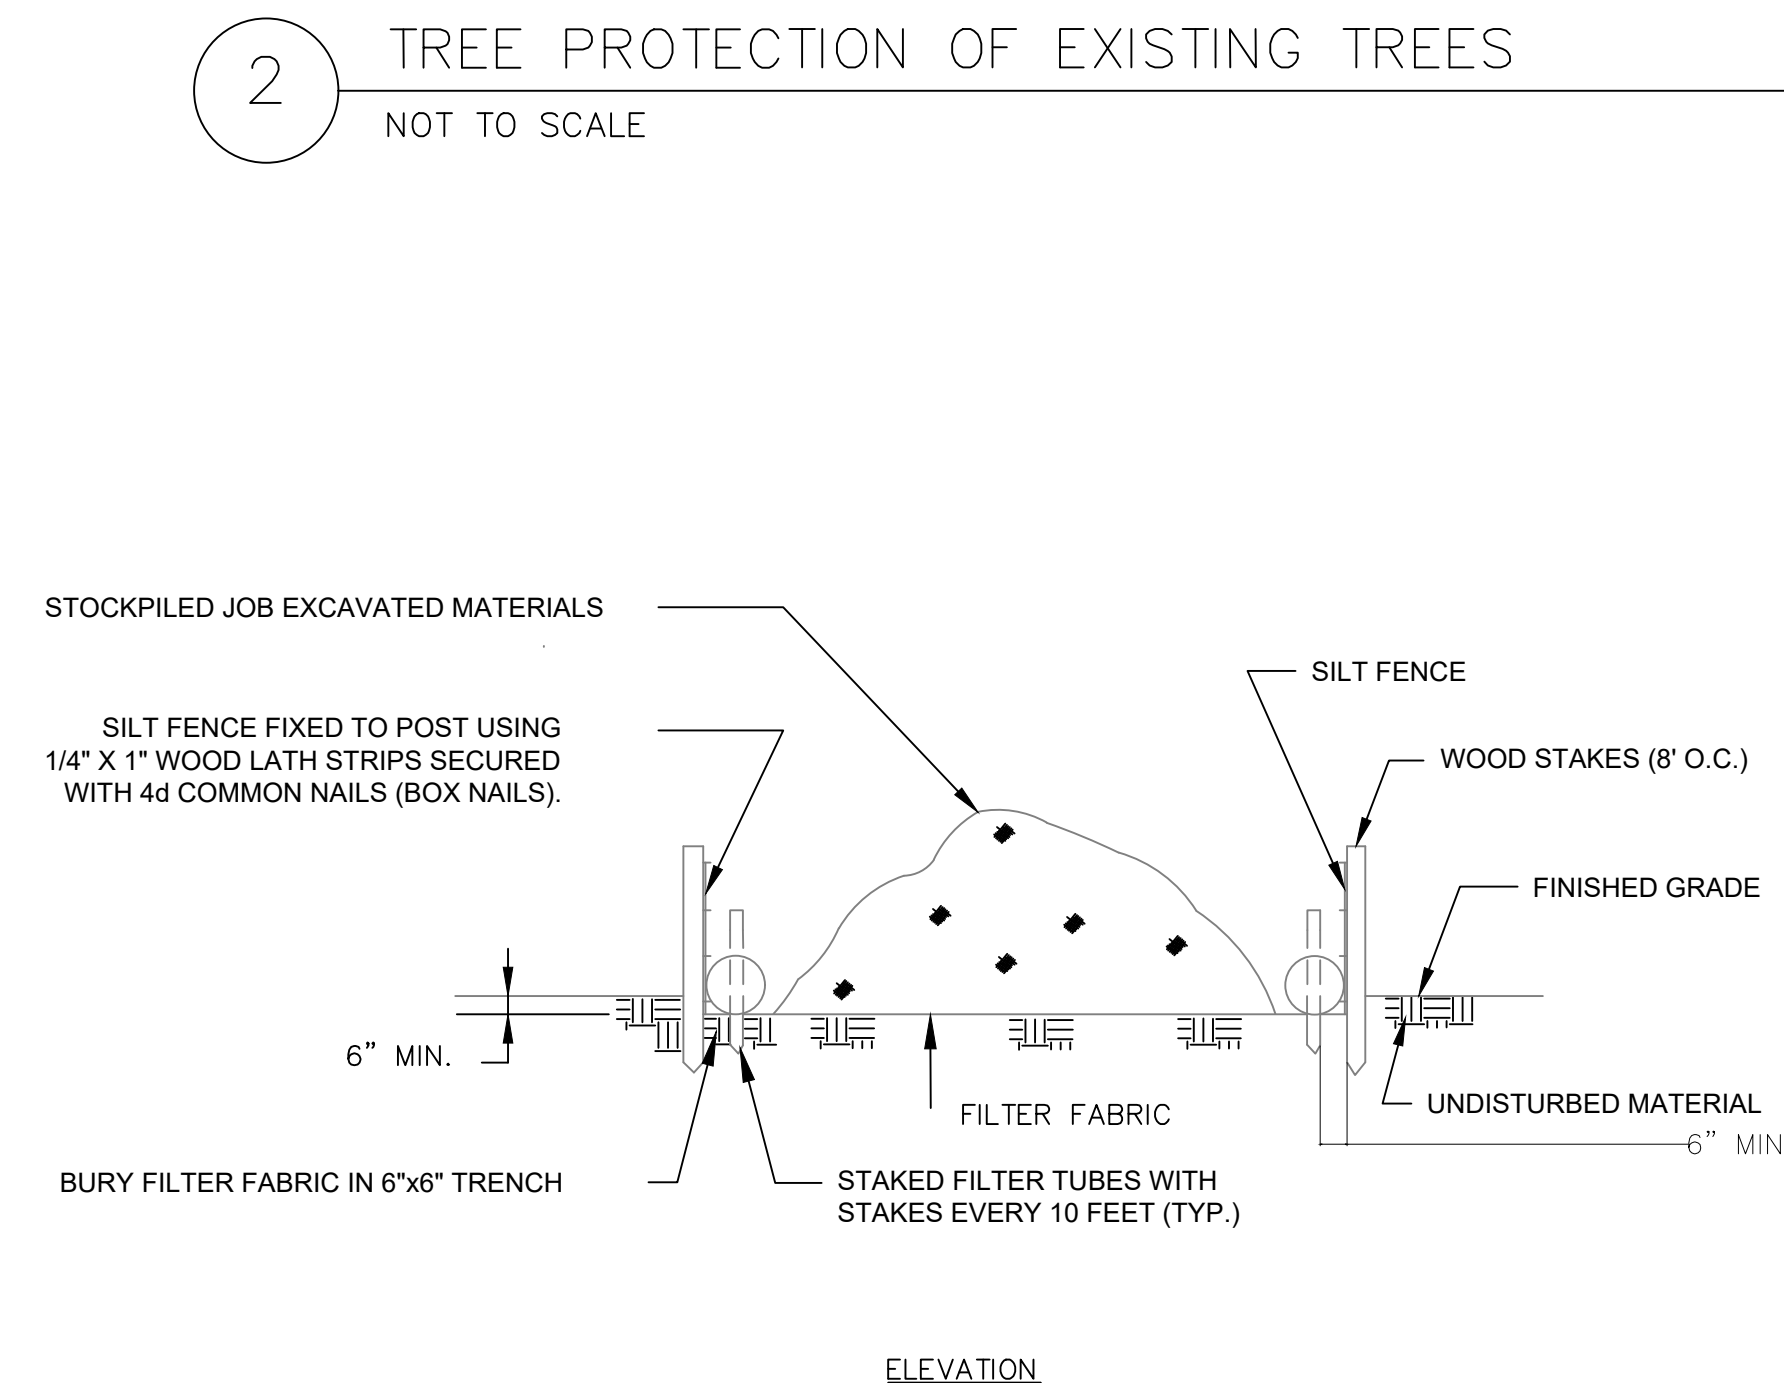 2
TREE PROTECTION OF EXISTING TREES
NOT TO SCALE
STOCKPILED JOB EXCAVATED MATERIALS
SILT FENCE
SILT FENCE FIXED TO POST USING
1/4" X 1" WOOD LATH STRIPS SECURED
WITH 4d COMMON NAILS (BOX NAILS).
WOOD STAKES (8' O.C.)
FINISHED GRADE
6” MIN.
FILTER FABRIC
UNDISTURBED MATERIAL
6” MIN
BURY FILTER FABRIC IN 6"x6" TRENCH
STAKED FILTER TUBES WITH
STAKES EVERY 10 FEET (TYP.)
ELEVATION